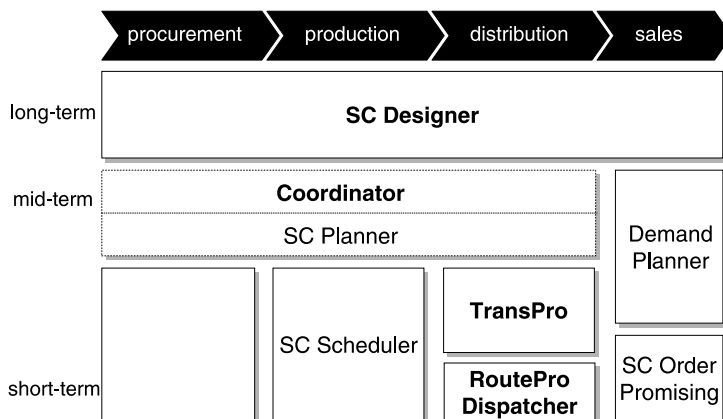 procurement
production
distribution
sales
long-term
SC Designer
mid-term
Coordinator
SC Planner
Demand
Planner
SC Scheduler
TransPro
short-term
RoutePro
Dispatcher
SC Order
Promising